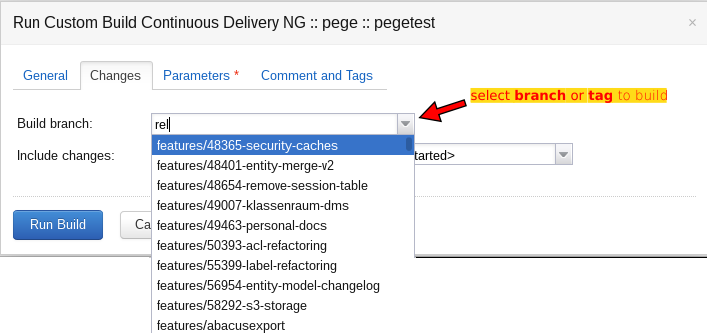 Run Custom Build Continuous Delivery NG :: pege :: pegetest ×
General Changes Parameters * Comment and Tags
select branch or tag to build
Build branch: rel
features/48365-security-caches
Include changes: tarted>
features/48401-entity-merge-v2
features/48654-remove-session-table
features/49007-klassenraum-dms
features/49463-personal-docs
Run Build Ca
features/50393-acl-refactoring
features/55399-label-refactoring
features/56954-entity-model-changelog
features/58292-s3-storage
features/abacusexport